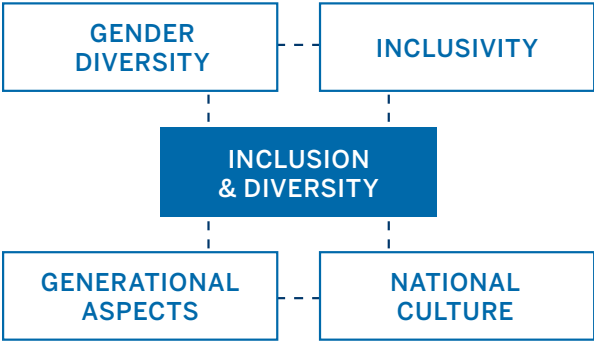 GENDER
DIVERSITY
INCLUSIVITY
INCLUSION
& DIVERSITY
GENERATIONAL
ASPECTS
NATIONAL
CULTURE